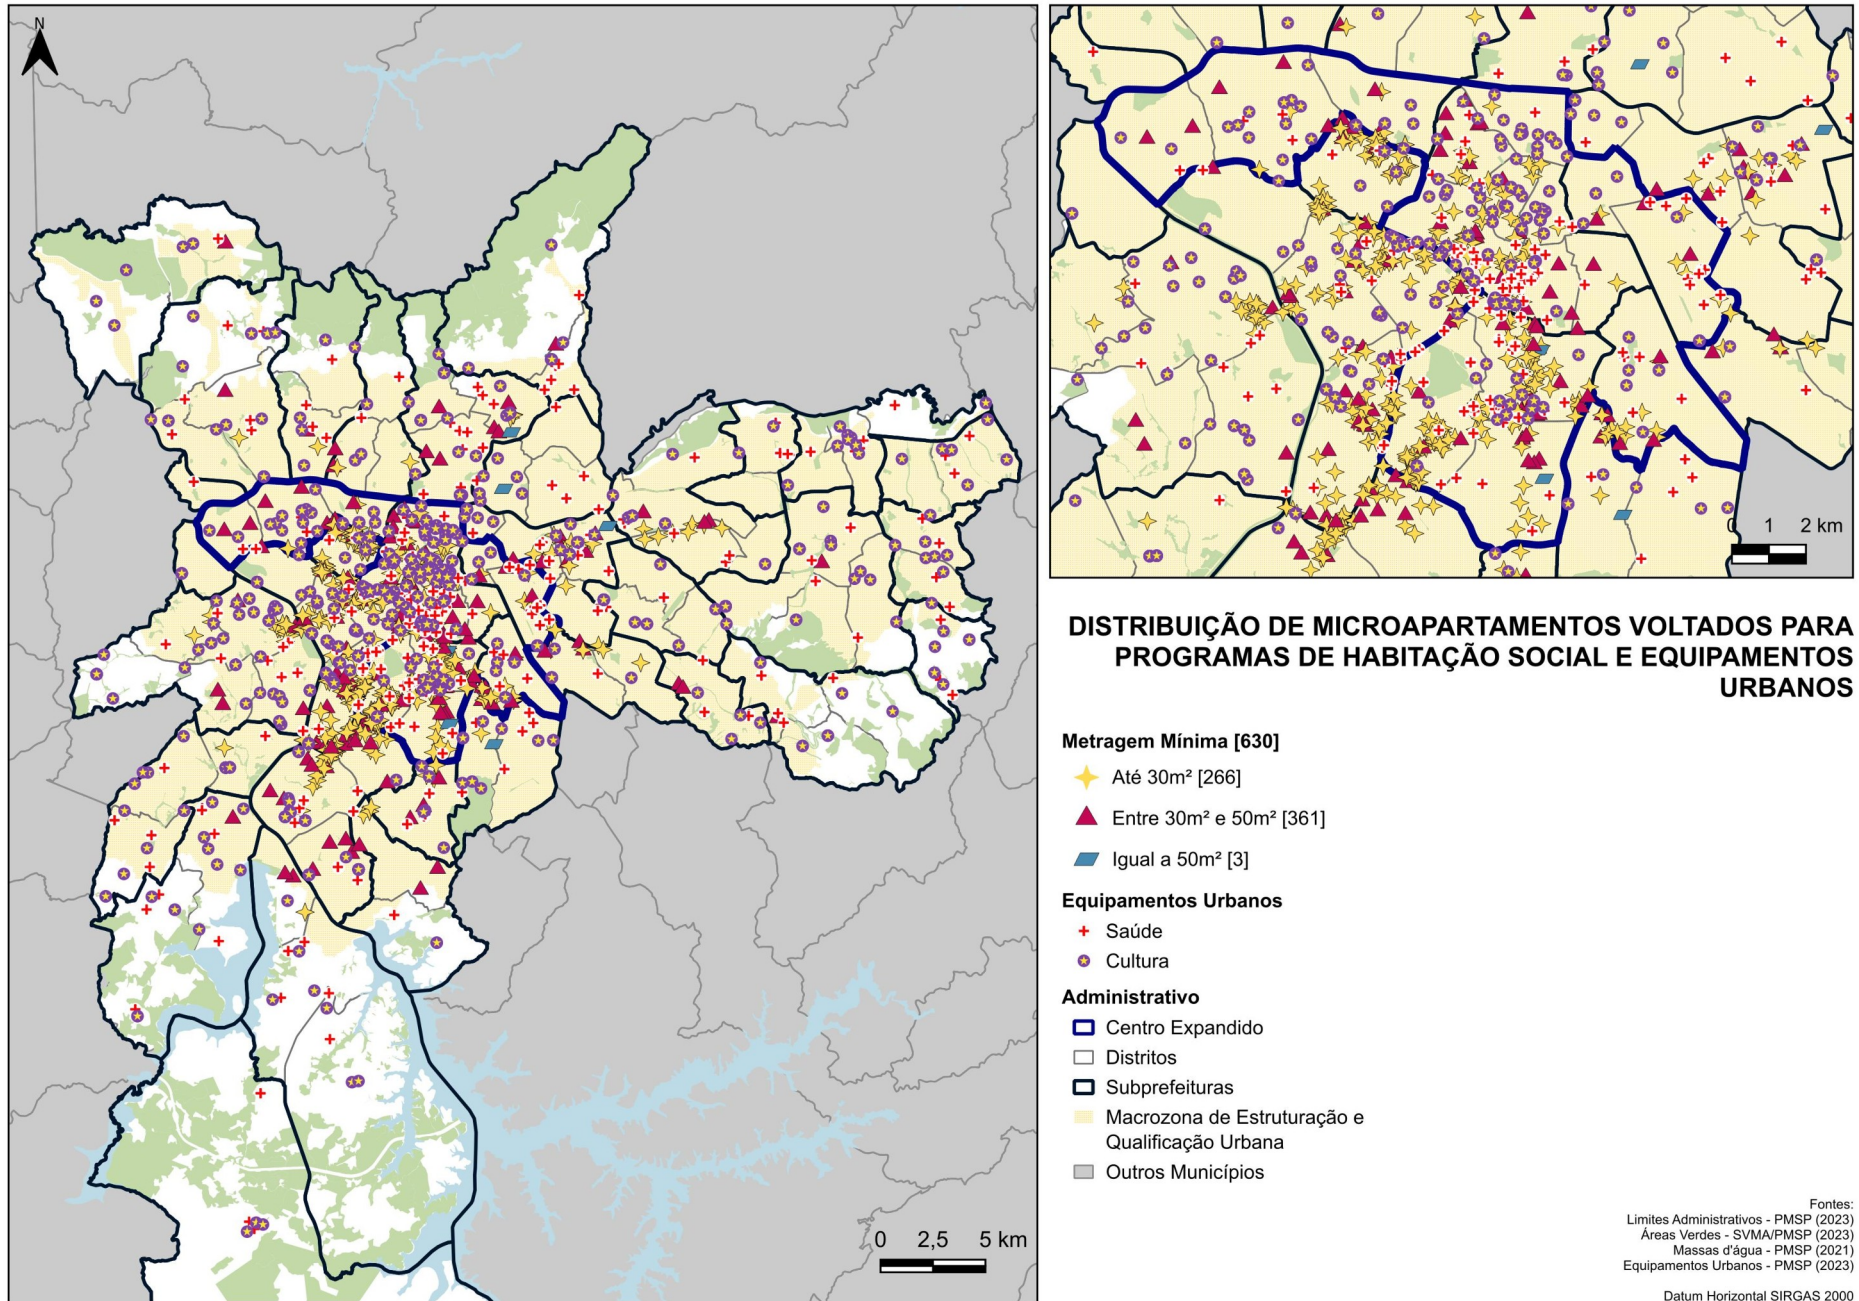 N
0 2,5 5 km
0 1 2 km
DISTRIBUIÇÃO DE MICROAPARTAMENTOS VOLTADOS PARA
PROGRAMAS DE HABITAÇÃO SOCIAL E EQUIPAMENTOS
URBANOS
Metragem Mínima [630]
Até 30m² [266]
Entre 30m² e 50m² [361]
Igual a 50m² [3]
Equipamentos Urbanos
Saúde
Cultura
Administrativo
Centro Expandido
Distritos
Subprefeituras
Macrozona de Estruturação e
Qualificação Urbana
Outros Municípios
Fontes:
Limites Administrativos - PMSP (2023)
Áreas Verdes - SVMA/PMSP (2023)
Massas d'água - PMSP (2021)
Equipamentos Urbanos - PMSP (2023)
Datum Horizontal SIRGAS 2000